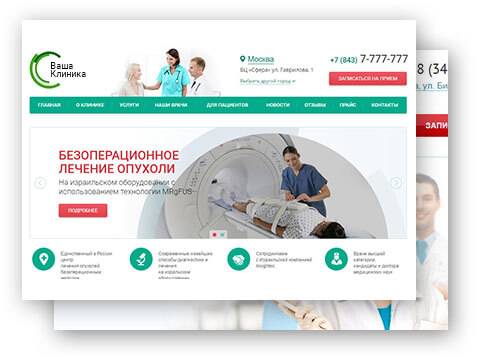 Ваша
Клиника
Москва
БЦ «Сфера» ул. Гаврилова, 1
Выбрать другой город
+7 (843) 7-777-777
ЗАПИСАТЬСЯ НА ПРИЕМ
8 (34
ул. Би
ЗАПИ
ГЛАВНАЯ О КЛИНИКЕ УСЛУГИ НАШИ ВРАЧИ ДЛЯ ПАЦИЕНТОВ НОВОСТИ ОТЗЫВЫ ПРАЙС КОНТАКТЫ
БЕЗОПЕРАЦИОННОЕ
ЛЕЧЕНИЕ ОПУХОЛИ
На израильском оборудовании с
использованием технологии MRgFUS
ПОДРОБНЕЕ
Единственный в России
центр
лечения опухолей
безоперационным
Современные новейшие
способы диагностики и
лечения
на израильском
оборудовании
Сотрудничаем
с Израильской компанией
Insightec
Врачи высшей
категории,
кандидаты и доктора
медицинских наук